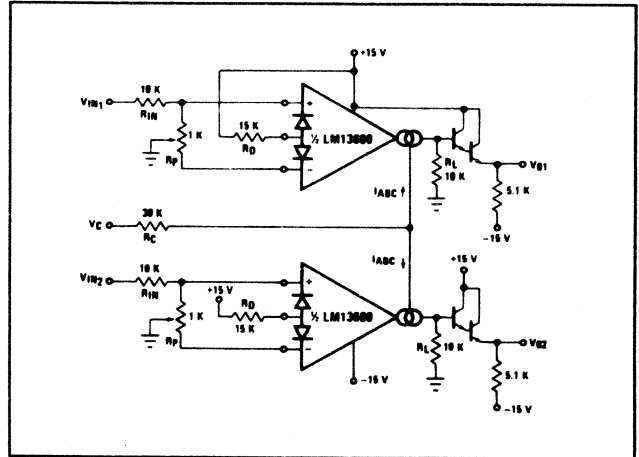 +15 V
10 K
VIN1
RIN
15 K
RD
1 K
RP
+
−
½ LM13600
RL
10 K
VO1
5.1 K
−15 V
IABC
30 K
VC
RC
IABC
+15 V
10 K
VIN2
RIN
+15 V
RD
15 K
1 K
RP
+
−
½ LM13600
RL
10 K
VO2
5.1 K
−15 V
−15 V